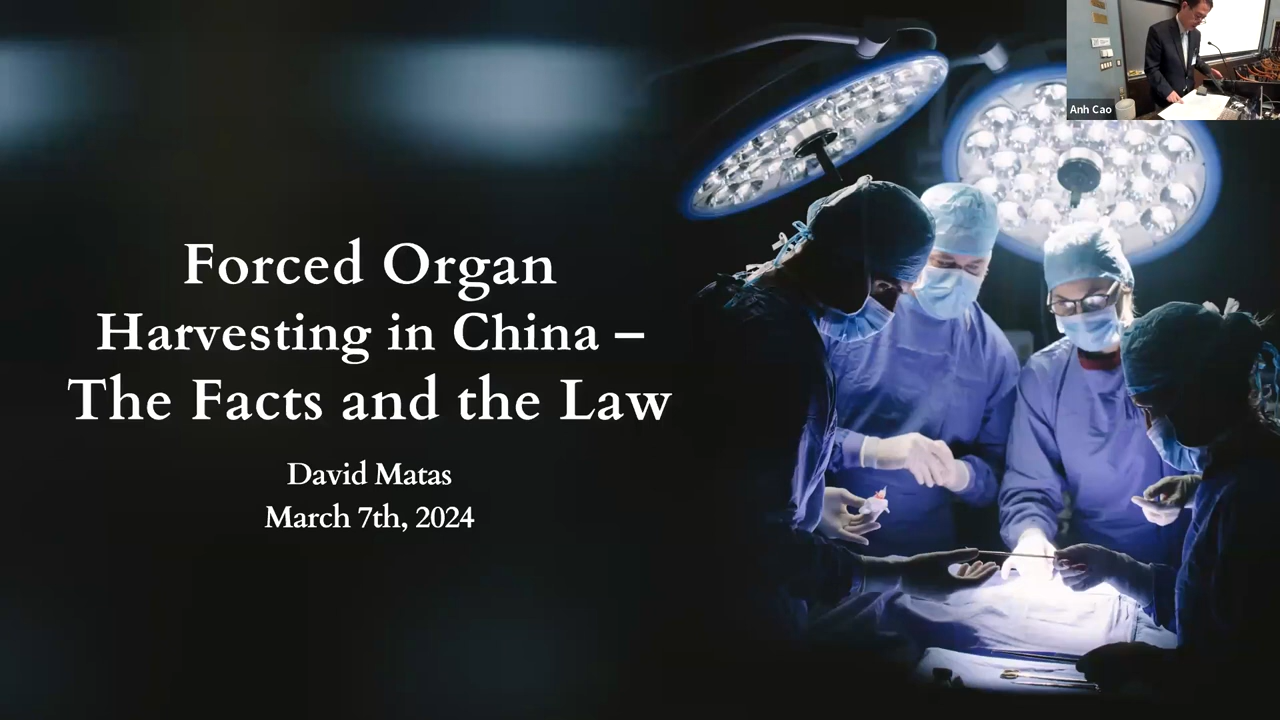 Forced Organ
Harvesting in China –
The Facts and the Law
David Matas
March 7th, 2024
Anh Cao